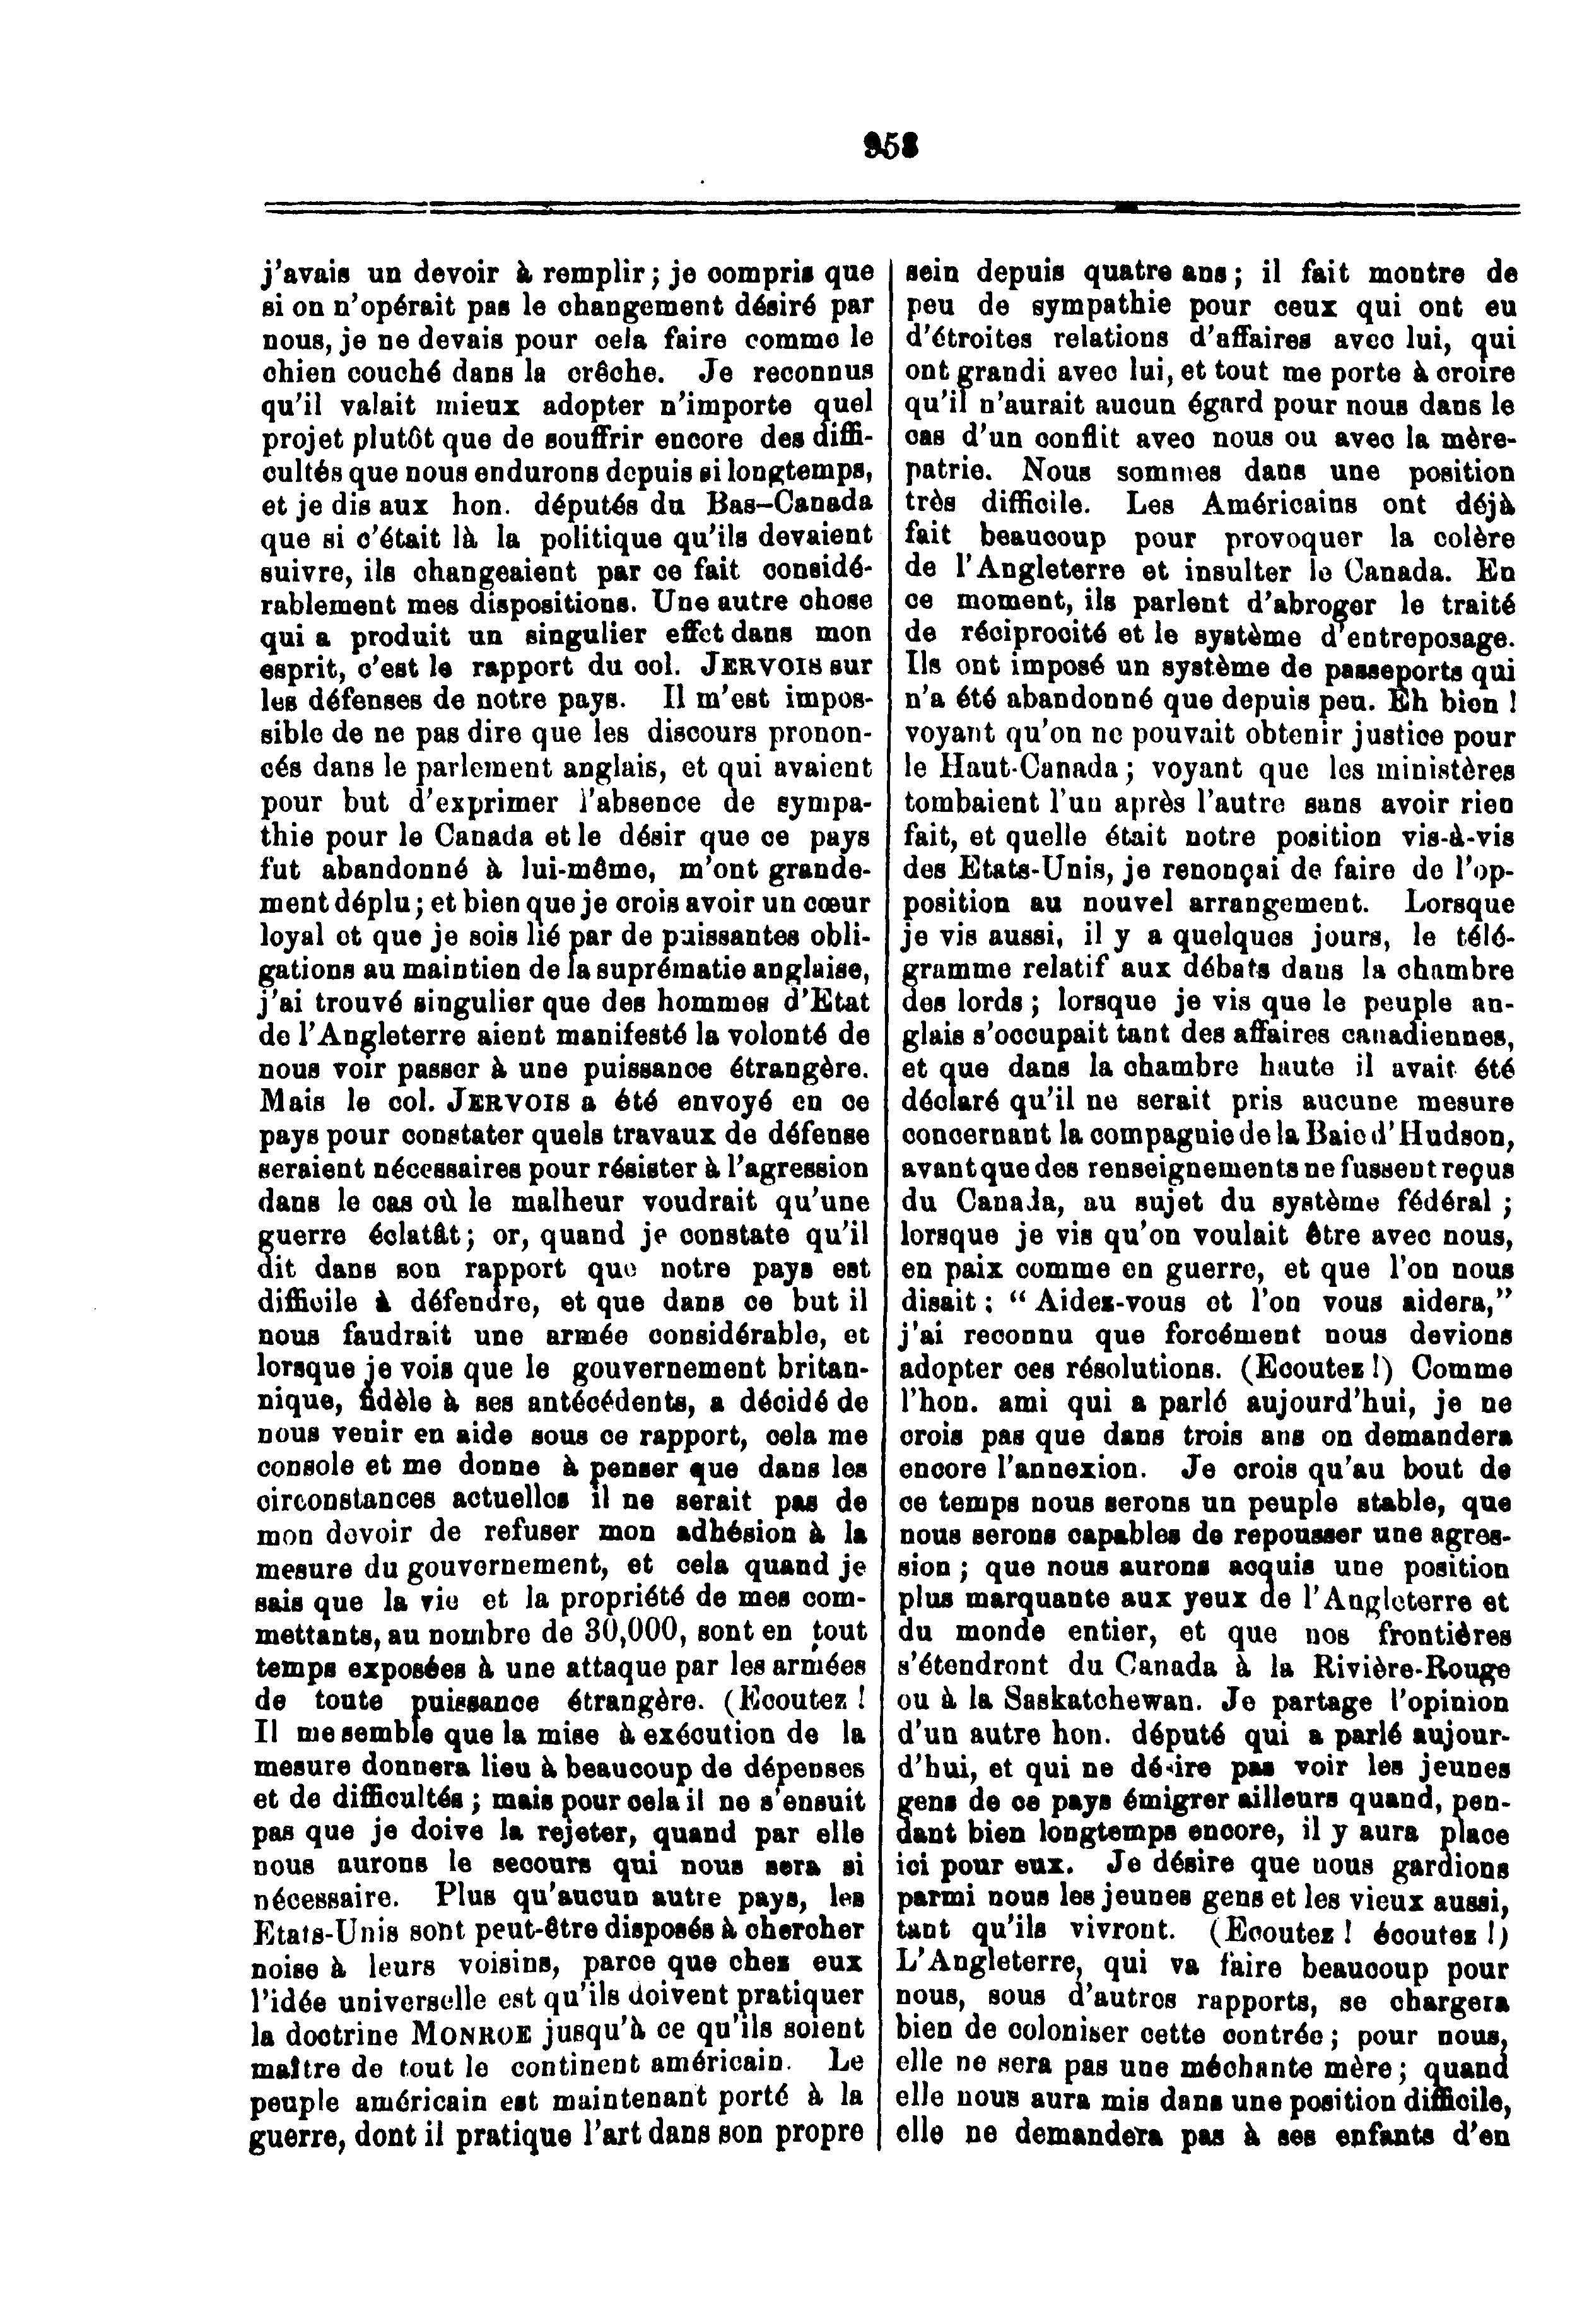 958
j'avais un devoir à remplir ; je compris que
si on n'opérait pas le changement désiré par
nous, je ne devais pour cela faire comme le
chien couché dans la crêche. Je reconnus
qu'il valait mieux adopter n'importe quel
projet plutôt que de souffrir encore des diffi-
cultés que nous endurons depuis si longtemps,
et je dis aux hon. députés du Bas-Canada
que si c'était là la politique qu'ils devaient
suivre, ils changeaient par ce fait considé-
rablement mes dispositions. Une autre chose
qui a produit un singulier effet dans mon
esprit, c'est le rapport du col. JERVOIS sur
les défenses de notre pays. Il m'est impos-
sible de ne pas dire que les discours pronon-
cés dans le parlement anglais, et qui avaient
pour but d'exprimer l'absence de sympa-
thie pour le Canada et le désir que ce pays
fut abandonné à lui-même, m'ont grande-
ment déplu ; et bien que je crois avoir un cœur
loyal et que je sois lié par de puissantes obli-
gations au maintien de la suprématie anglaise,
j'ai trouvé singulier que des hommes d'Etat
de l'Angleterre aient manifesté la volonté de
nous voir passer à une puissance étrangère.
Mais le col. JERVOIS a été envoyé en ce
pays pour constater quels travaux de défense
seraient nécessaires pour résister à l'agression
dans le cas où le malheur voudrait qu'une
guerre éclatât ; or, quand je constate qu'il
dit dans son rapport que notre pays est
difficile à défendre, et que dans ce but il
nous faudrait une armée considérable, et
lorsque je vois que le gouvernement britan-
nique, fidèle à ses antécédents, a décidé de
nous venir en aide sous ce rapport, cela me
console et me donne à penser que dans les
circonstances actuelles il ne serait pas de
mon devoir de refuser mon adhésion à la
mesure du gouvernement, et cela quand je
sais que la vie et la propriété de mes com-
mettants, au nombre de 30,000, sont en tout
temps exposées à une attaque par les armées
de toute puissance étrangère. (Ecoutez !
Il me semble que la mise à exécution de la
mesure donnera lieu à beaucoup de dépenses
et de difficultés ; mais pour cela il ne s'ensuit
pas que je doive la rejeter, quand par elle
nous aurons le secours qui nous sera si
nécessaire. Plus qu'aucun autre pays, les
Etats-Unis sont peut-être disposés à chercher
noise à leurs voisins, parce que chez eux
l'idée universelle est qu'ils doivent pratiquer
la doctrine MONROE jusqu'à ce qu'ils soient
maître de tout le continent américain. Le
peuple américain est maintenant porté à la
guerre, dont il pratique l'art dans son propre
sein depuis quatre ans ; il fait montre de
peu de sympathie pour ceux qui ont eu
d'étroites relations d'affaires avec lui, qui
ont grandi avec lui, et tout me porte à croire
qu'il n'aurait aucun égard pour nous dans le
cas d'un conflit avec nous ou avec la mère-
patrie. Nous sommes dans une position
très difficile. Les Américains ont déjà
fait beaucoup pour provoquer la colère
de l'Angleterre et insulter le Canada. En
ce moment, ils parlent d'abroger le traité
de réciprocité et le système d'entreposage.
Ils ont imposé un système de passeports qui
n'a été abandonné que depuis peu. Eh bien !
voyant qu'on ne pouvait obtenir justice pour
le Haut-Canada ; voyant que les ministères
tombaient l'un après l'autre sans avoir rien
fait, et quelle était notre position vis-à-vis
des Etats-Unis, je renonçai de faire de l'op-
position au nouvel arrangement. Lorsque
je vis aussi, il y a quelques jours, le télé-
gramme relatif aux débats dans la chambre
des lords ; lorsque je vis que le peuple an-
glais s'occupait tant des affaires canadiennes,
et que dans la chambre haute il avait été
déclaré qu'il ne serait pris aucune mesure
concernant la compagnie de la Baie d'Hudson,
avant que des renseignements ne fussent reçus
du Canada, au sujet du système fédéral ;
lorsque je vis qu'on voulait être avec nous,
en paix comme en guerre, et que l'on nous
disait : “ Aidez-vous et l'on vous aidera,”
j'ai reconnu que forcément nous devions
adopter ces résolutions. (Ecoutez !) Comme
l'hon. ami qui a parlé aujourd'hui, je ne
crois pas que dans trois ans on demandera
encore l'annexion. Je crois qu'au bout de
ce temps nous serons un peuple stable, que
nous serons capables de repousser une agres-
sion ; que nous aurons acquis une position
plus marquante aux yeux de l'Angleterre et
du monde entier, et que nos frontières
s'étendront du Canada à la Rivière-Rouge
ou à la Saskatchewan. Je partage l'opinion
d'un autre hon. député qui a parlé aujour-
d'hui, et qui ne désire pas voir les jeunes
gens de ce pays émigrer ailleurs quand, pen-
dant bien longtemps encore, il y aura place
ici pour eux. Je désire que nous gardions
parmi nous les jeunes gens et les vieux aussi,
tant qu'ils vivront. (Ecoutez ! écoutez !)
L'Angleterre, qui va faire beaucoup pour
nous, sous d'autres rapports, se chargera
bien de coloniser cette contrée ; pour nous,
elle ne sera pas une méchante mère ; quand
elle nous aura mis dans une position difficile,
elle ne demandera pas à ses enfants d'en